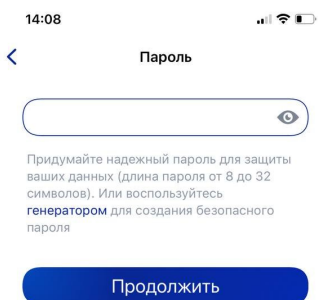 14:08
Пароль
Придумайте надежный пароль для защиты
ваших данных (длина пароля от 8 до 32
символов). Или воспользуйтесь
генератором для создания безопасного
пароля
Продолжить